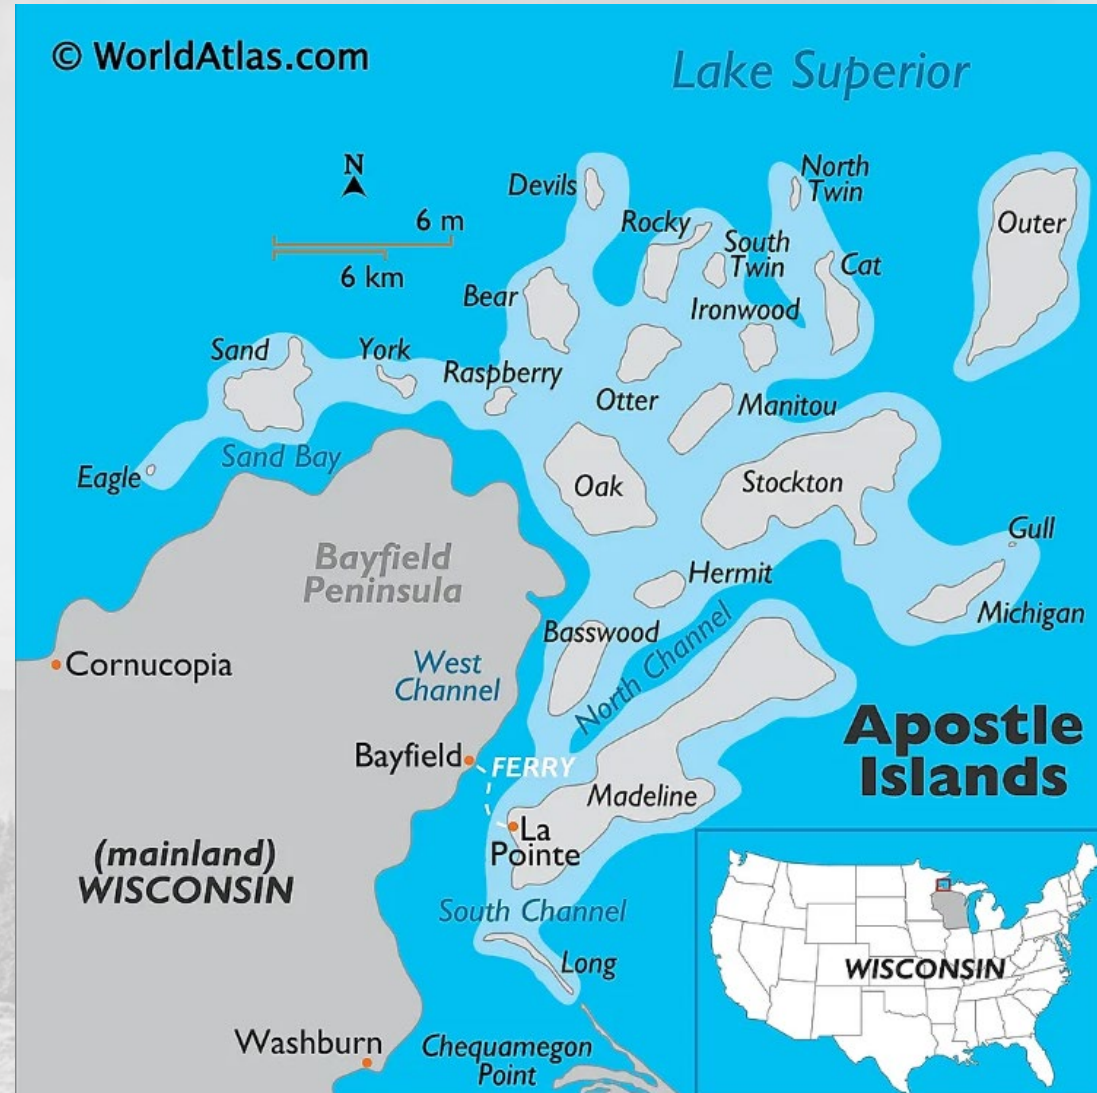 © WorldAtlas.com
Lake Superior
N
6 m
6 km
Devils
North
Twin
Rocky
South
Twin
Outer
Cat
Bear
Ironwood
Sand
York
Raspberry
Otter
Manitou
Sand Bay
Eagle
Oak
Stockton
Gull
Bayfield
Peninsula
Hermit
Michigan
Basswood
North Channel
Cornucopia
West
Channel
Apostle
Islands
Bayfield
FERRY
Madeline
La
Pointe
(mainland)
WISCONSIN
South Channel
Long
WISCONSIN
Washburn
Chequamegon
Point